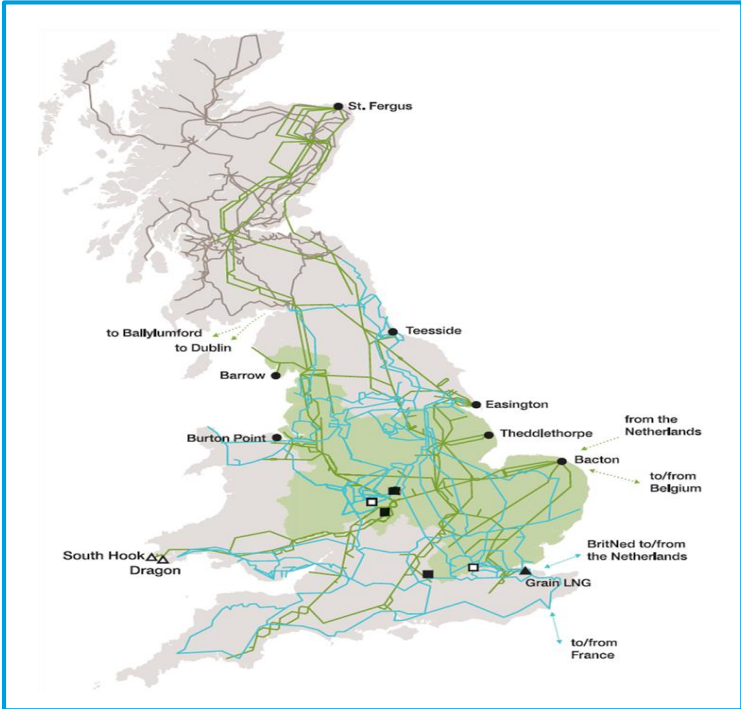 St. Fergus
to Ballylumford
to Dublin
Teesside
Barrow
Easington
Burton Point
Theddlethorpe
from the
Netherlands
Bacton
to/from
Belgium
South Hook
Dragon
BritNed to/from
the Netherlands
Grain LNG
to/from
France